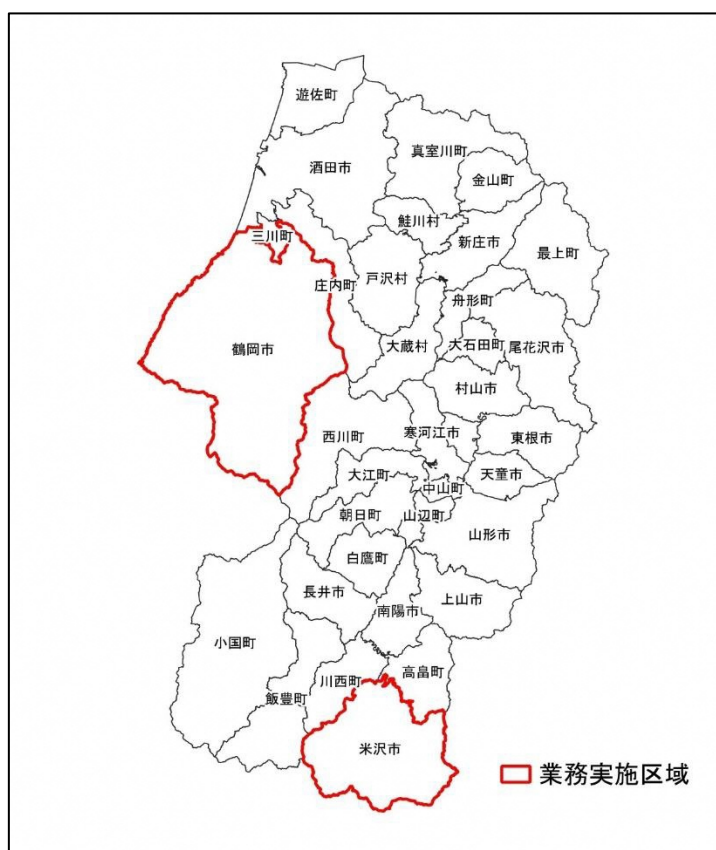 遊佐町
真室川町
酒田市
金山町
鮭川村
三川町
新庄市
最上町
庄内町
戸沢村
舟形町
鶴岡市
大蔵村
大石田町
尾花沢市
村山市
西川町
寒河江市
東根市
大江町
天童市
中山町
朝日町
山辺町
山形市
白鷹町
長井市
上山市
南陽市
小国町
高畠町
川西町
飯豊町
米沢市
業務実施区域